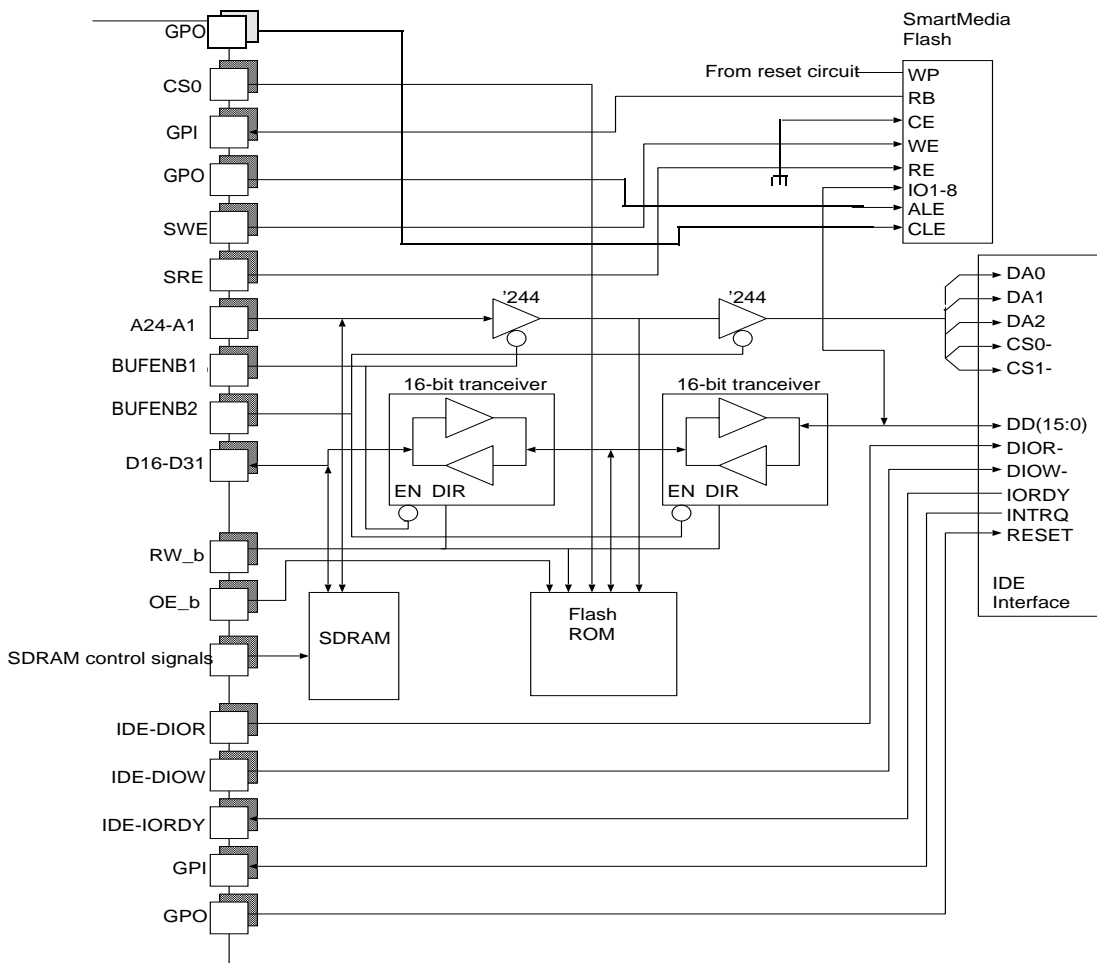 GPO
CS0
GPI
GPO
SWE
SRE
A24-A1
BUFENB1
BUFENB2
D16-D31
RW_b
OE_b
SDRAM control signals
IDE-DIOR
IDE-DIOW
IDE-IORDY
GPI
GPO
'244
'244
16-bit tranceiver
EN DIR
16-bit tranceiver
EN DIR
SDRAM
Flash
ROM
SmartMedia
Flash
From reset circuit
WP
RB
CE
WE
RE
IO1-8
ALE
CLE
DA0
DA1
DA2
CS0-
CS1-
DD(15:0)
DIOR-
DIOW-
IORDY
INTRQ
RESET
IDE
Interface